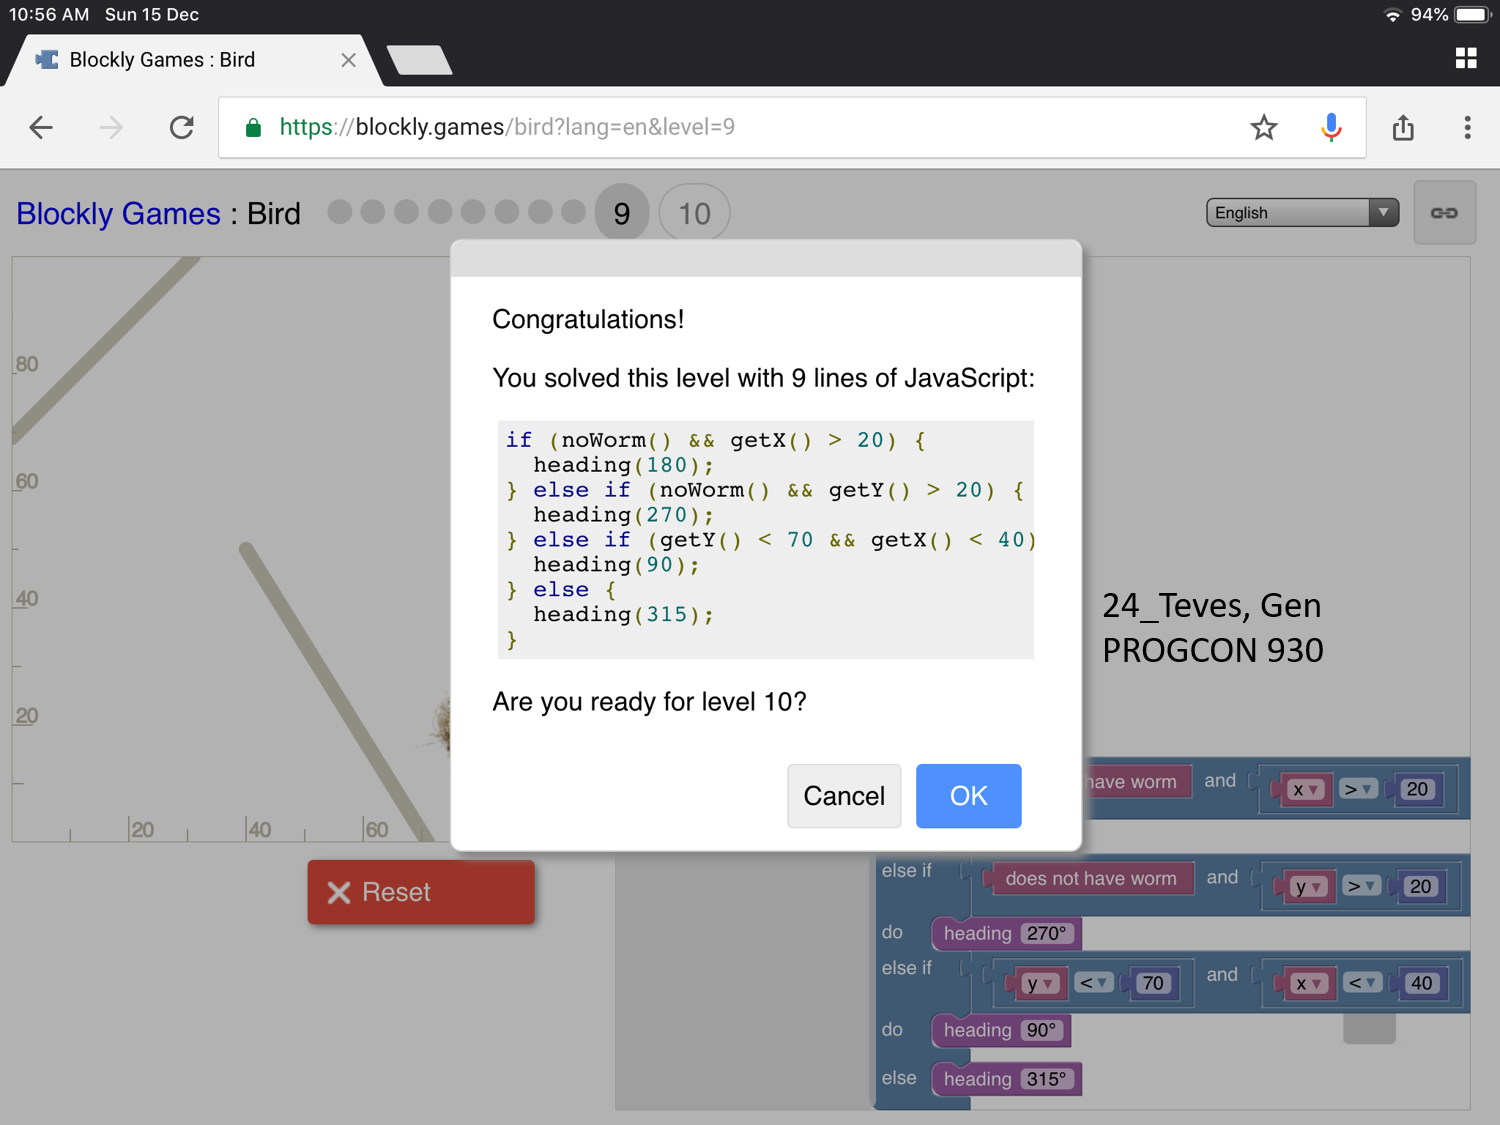 10:56 AM Sun 15 Dec
94%
Blockly Games : Bird
https://blockly.games/bird?lang=en&level=9
Blockly Games : Bird
9
10
English
80
60
40
20
20
40
60
Congratulations!
You solved this level with 9 lines of JavaScript:
if (noWorm() && getX() > 20) {
heading(180);
} else if (noWorm() && getY() > 20) {
heading(270);
} else if (getY() < 70 && getX() < 40)
heading(90);
} else {
heading(315);
}
Are you ready for level 10?
Cancel
OK
24_Teves, Gen
PROGCON 930
Reset
have worm and x > 20
else if does not have worm and y > 20
do heading 270°
else if y < 70 and x < 40
do heading 90°
else heading 315°